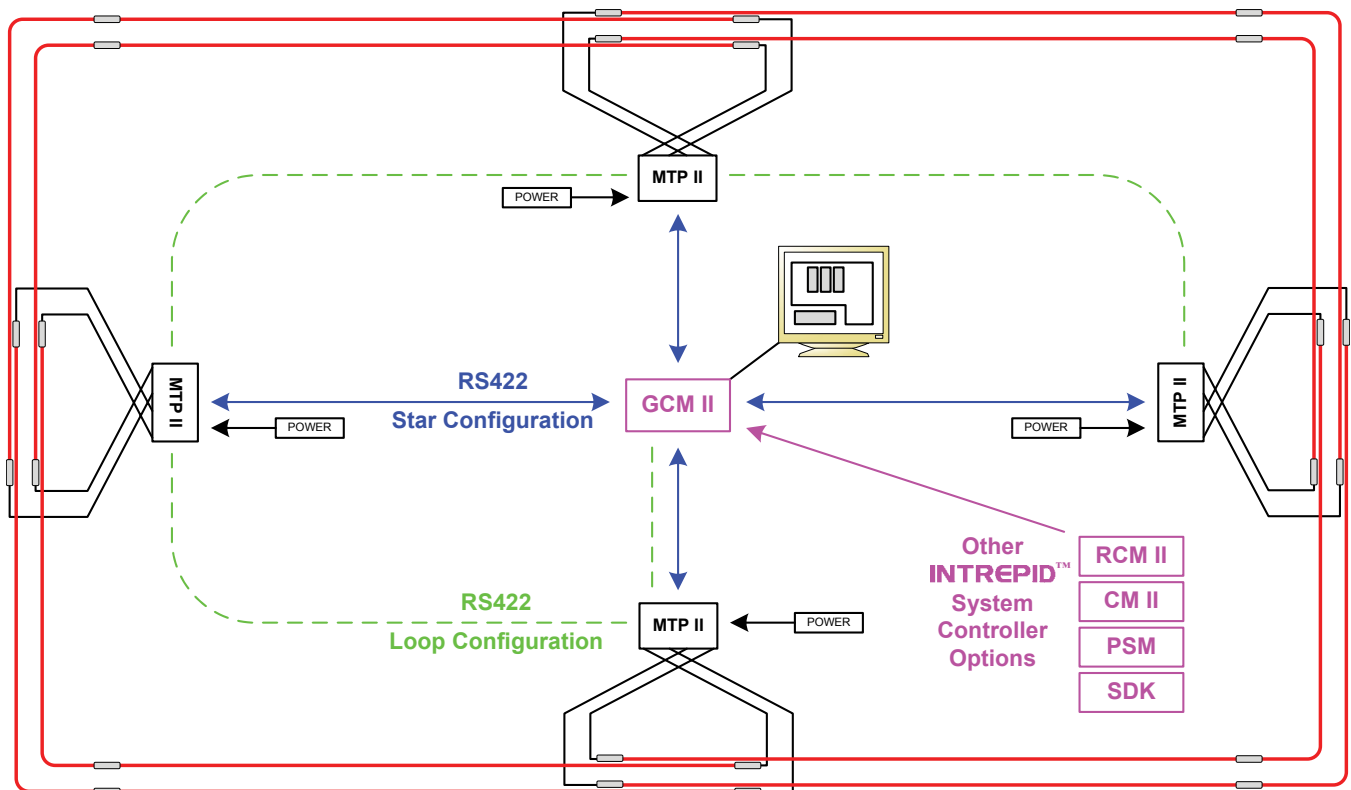 MTP II
POWER
RS422
Star Configuration
GCM II
MTP II
POWER
POWER
MTP II
Other
INTREPID™
System
Controller
Options
RCM II
CM II
PSM
SDK
RS422
Loop Configuration
MTP II
POWER